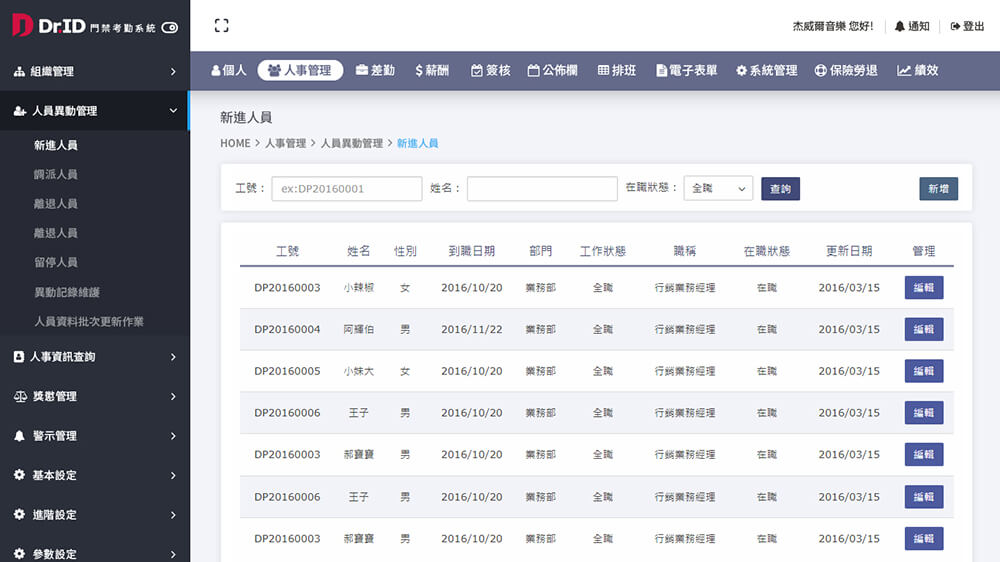 Dr.ID 門禁考勤系統
杰威爾音樂 您好!
通知
登出
組織管理
人員異動管理
新進人員
調派人員
離退人員
離退人員
留停人員
異動記錄維護
人員資料批次更新作業
人事資訊查詢
獎懲管理
警示管理
基本設定
進階設定
參數設定
個人 人事管理 差勤 $薪酬 簽核 公佈欄 排班 電子表單 系統管理 保險勞退 績效
新進人員
HOME > 人事管理 > 人員異動管理 > 新進人員
工號： ex:DP20160001 姓名： 在職狀態： 全職 查詢 新增
工號 姓名 性別 到職日期 部門 工作狀態 職稱 在職狀態 更新日期 管理
DP20160003 小辣椒 女 2016/10/20 業務部 全職 行銷業務經理 在職 2016/03/15 編輯
DP20160004 阿輝伯 男 2016/11/22 業務部 全職 行銷業務經理 在職 2016/03/15 編輯
DP20160005 小妹大 女 2016/10/20 業務部 全職 行銷業務經理 在職 2016/03/15 編輯
DP20160006 王子 男 2016/10/20 業務部 全職 行銷業務經理 在職 2016/03/15 編輯
DP20160003 郝寶寶 男 2016/10/20 業務部 全職 行銷業務經理 在職 2016/03/15 編輯
DP20160006 王子 男 2016/10/20 業務部 全職 行銷業務經理 在職 2016/03/15 編輯
DP20160003 郝寶寶 男 2016/10/20 業務部 全職 行銷業務經理 在職 2016/03/15 編輯